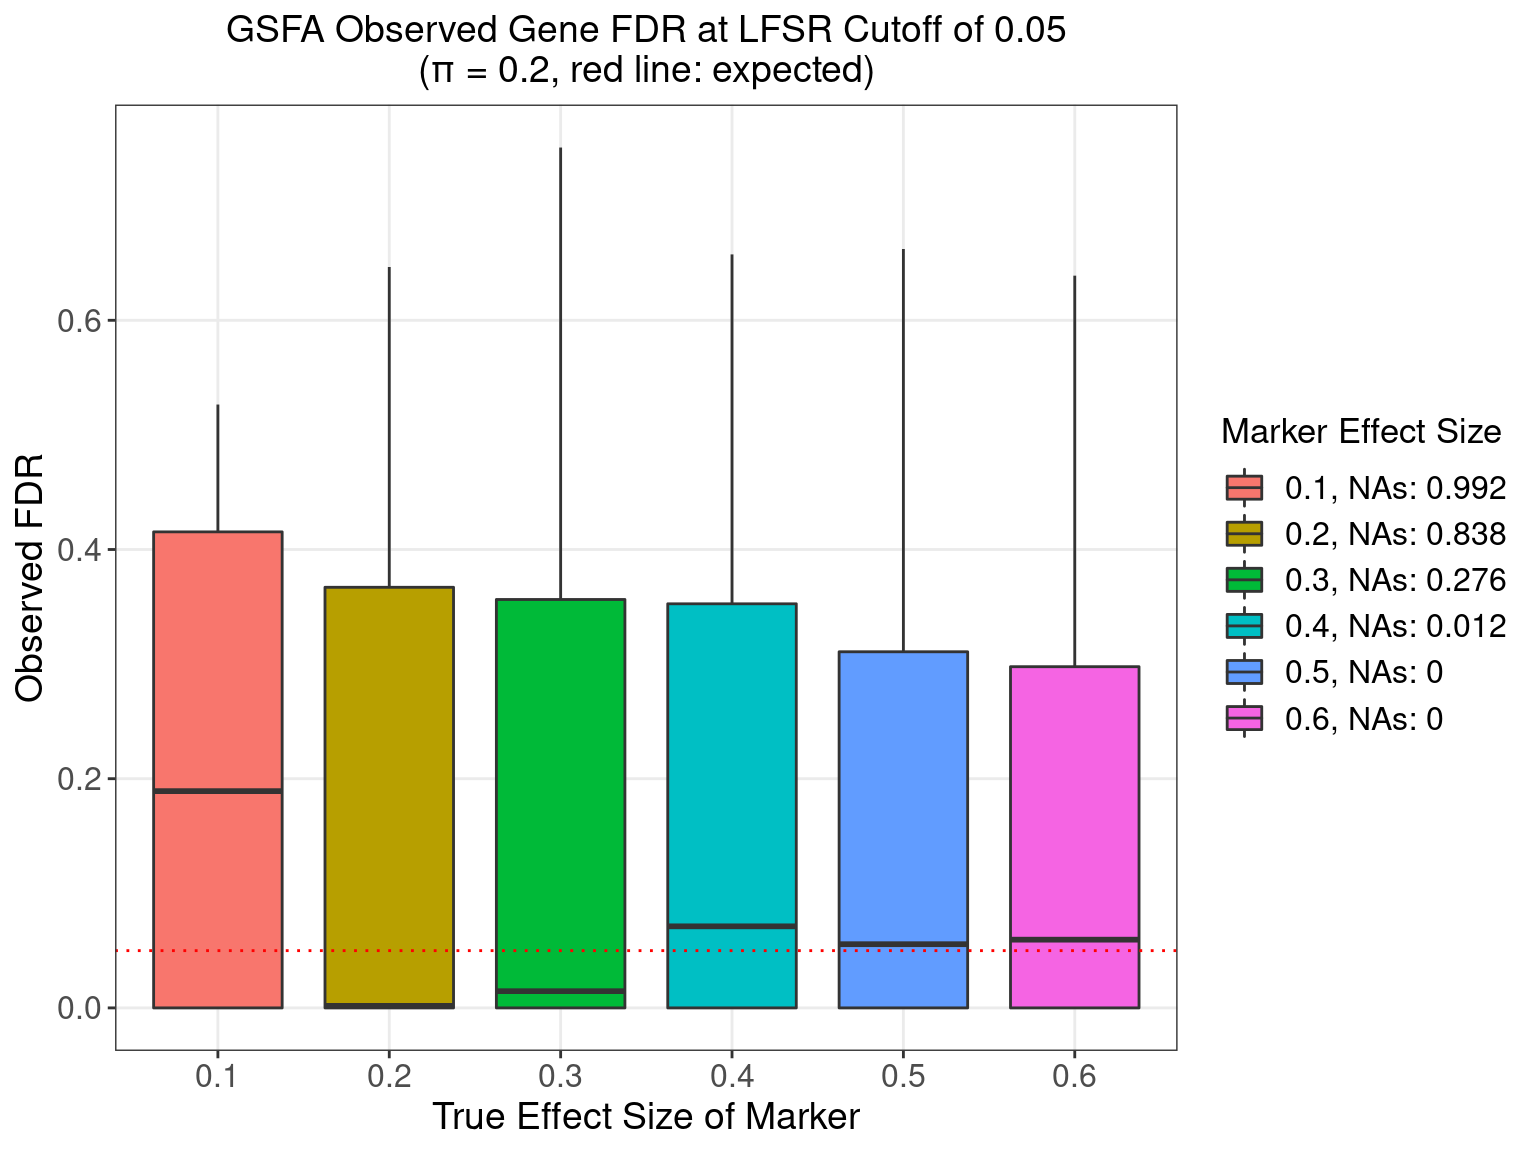 GSFA Observed Gene FDR at LFSR Cutoff of 0.05
(π = 0.2, red line: expected)
Observed FDR
0.6
0.4
0.2
0.0
0.1 0.2 0.3 0.4 0.5 0.6
True Effect Size of Marker
Marker Effect Size
0.1, NAs: 0.992
0.2, NAs: 0.838
0.3, NAs: 0.276
0.4, NAs: 0.012
0.5, NAs: 0
0.6, NAs: 0